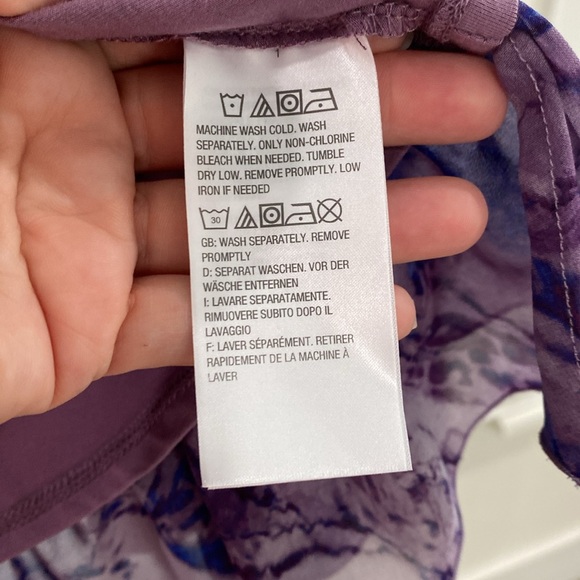 MACHINE WASH COLD. WASH
SEPARATELY. ONLY NON-CHLORINE
BLEACH WHEN NEEDED. TUMBLE
DRY LOW. REMOVE PROMPTLY. LOW
IRON IF NEEDED
30
GB: WASH SEPARATELY. REMOVE
PROMPTLY
D: SEPARAT WASCHEN. VOR DER
WÄSCHE ENTFERNEN
I: LAVARE SEPARATAMENTE.
RIMUOVERE SUBITO DOPO IL
LAVAGGIO
F: LAVER SÉPARÉMENT. RETIRER
RAPIDEMENT DE LA MACHINE À
LAVER